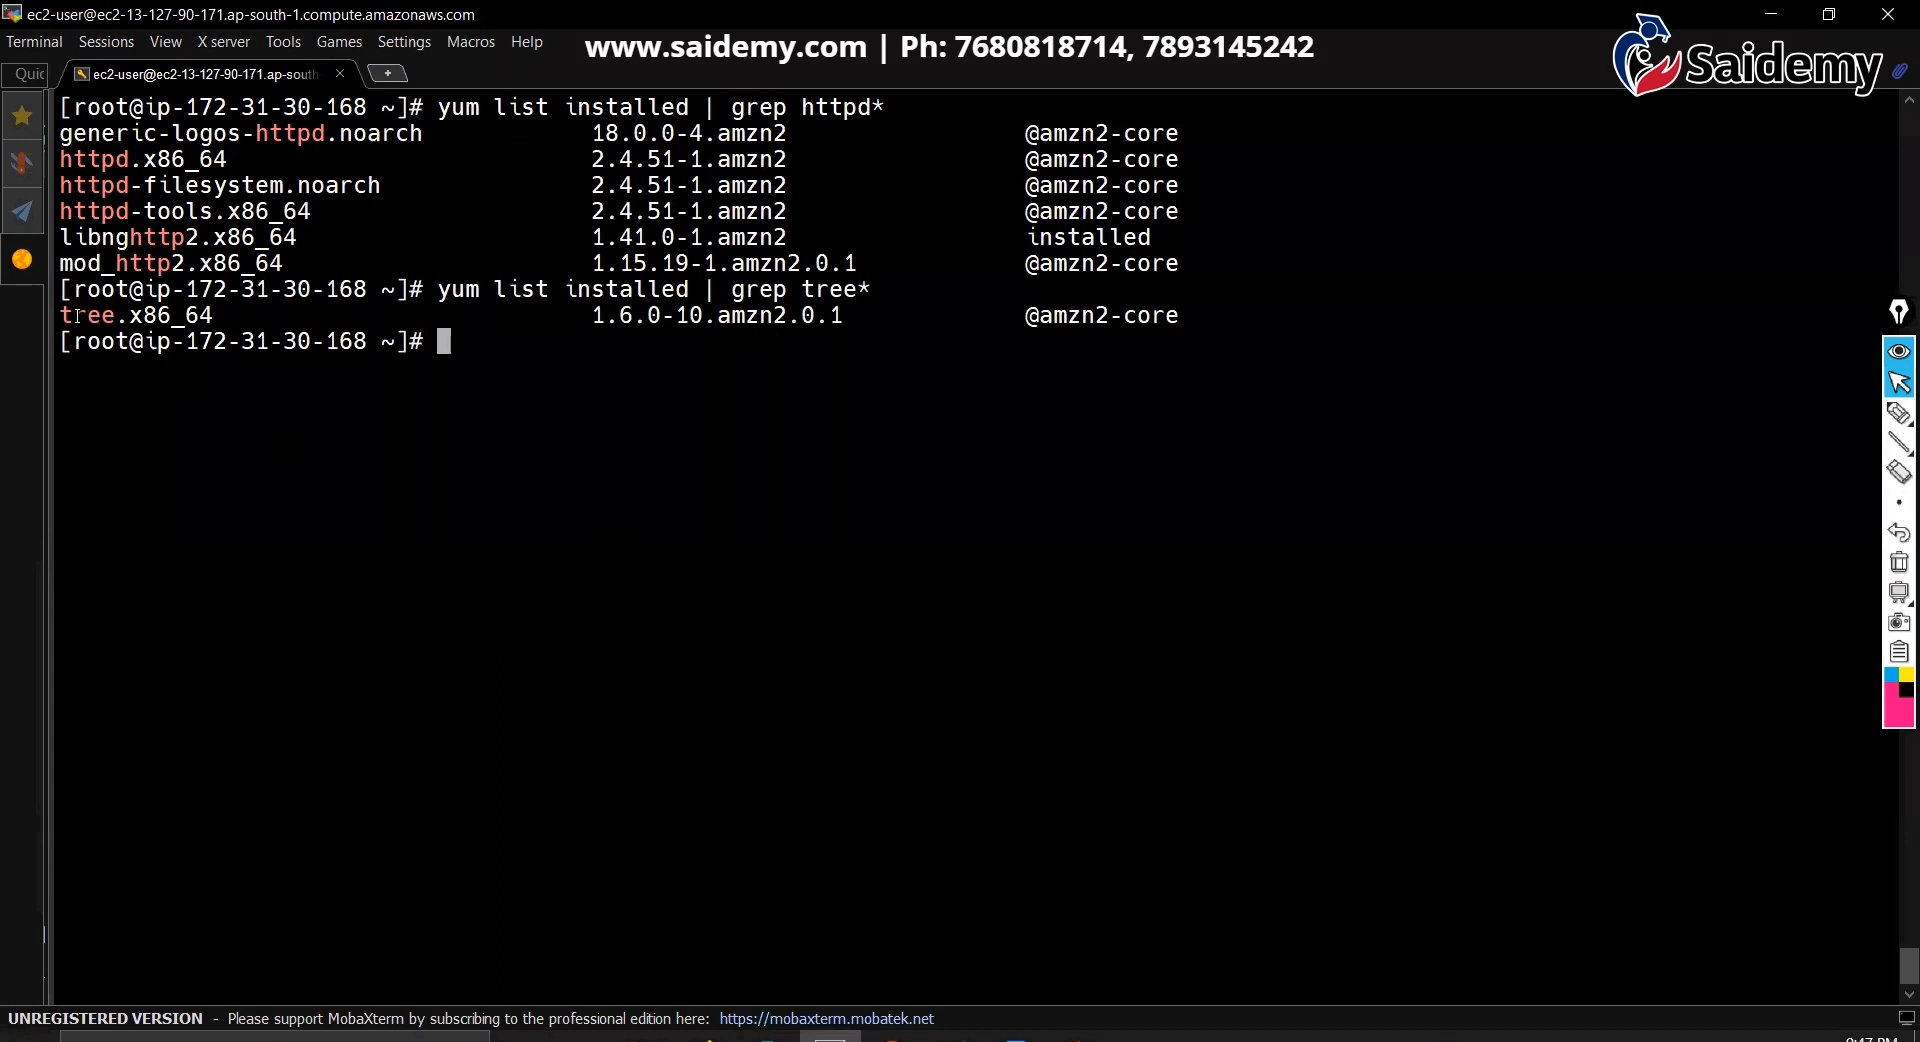 ec2-user@ec2-13-127-90-171.ap-south-1.compute.amazonaws.com
Terminal Sessions View X server Tools Games Settings Macros Help
www.saidemy.com | Ph: 7680818714, 7893145242
Saidemy
Quic
ec2-user@ec2-13-127-90-171.ap-south
[root@ip-172-31-30-168 ~]# yum list installed | grep httpd*
generic-logos-httpd.noarch 18.0.0-4.amzn2 @amzn2-core
httpd.x86_64 2.4.51-1.amzn2 @amzn2-core
httpd-filesystem.noarch 2.4.51-1.amzn2 @amzn2-core
httpd-tools.x86_64 2.4.51-1.amzn2 @amzn2-core
libnghttp2.x86_64 1.41.0-1.amzn2 installed
mod_http2.x86_64 1.15.19-1.amzn2.0.1 @amzn2-core
[root@ip-172-31-30-168 ~]# yum list installed | grep tree*
tree.x86_64 1.6.0-10.amzn2.0.1 @amzn2-core
[root@ip-172-31-30-168 ~]#
UNREGISTERED VERSION - Please support MobaXterm by subscribing to the professional edition here: https://mobaxterm.mobatek.net